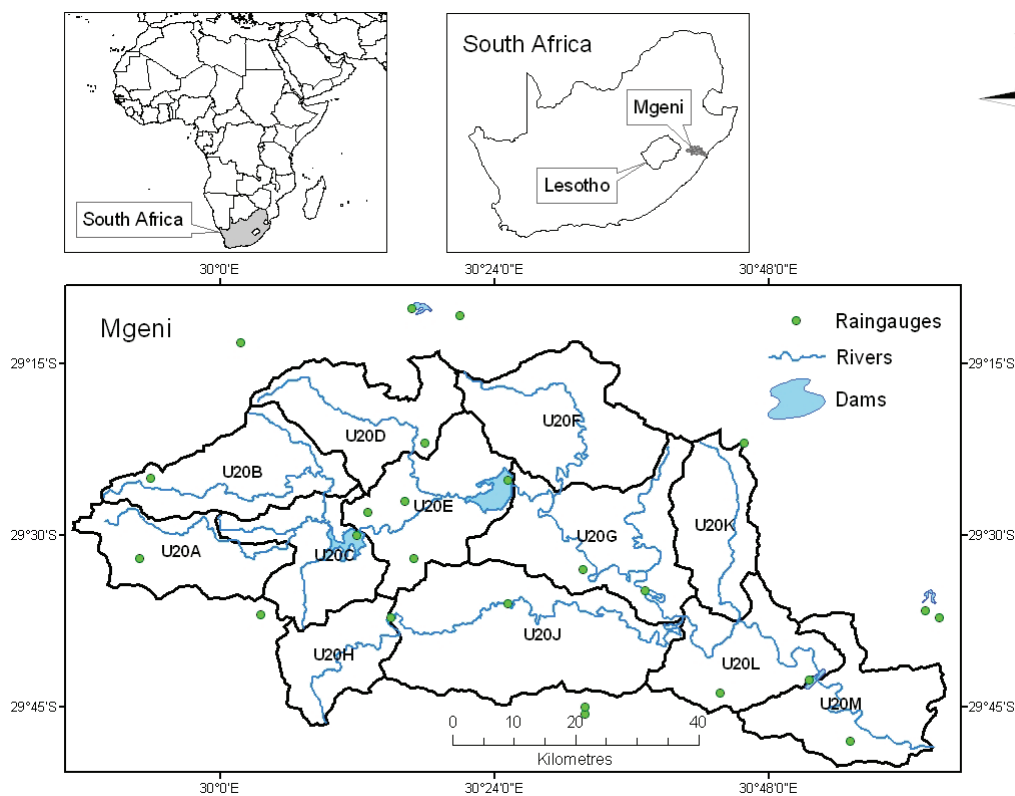 South Africa
South Africa
Mgeni
Lesotho
30°0'E
30°24'0"E
30°48'0"E
Mgeni
Raingauges
Rivers
Dams
29°15'S
29°15'S
U20F
U20D
U20B
U20E
U20K
29°30'S
29°30'S
U20G
U20A
U20C
U20J
U20H
U20L
U20M
29°45'S
29°45'S
0 10 20 40
Kilometres
30°0'E
30°24'0"E
30°48'0"E